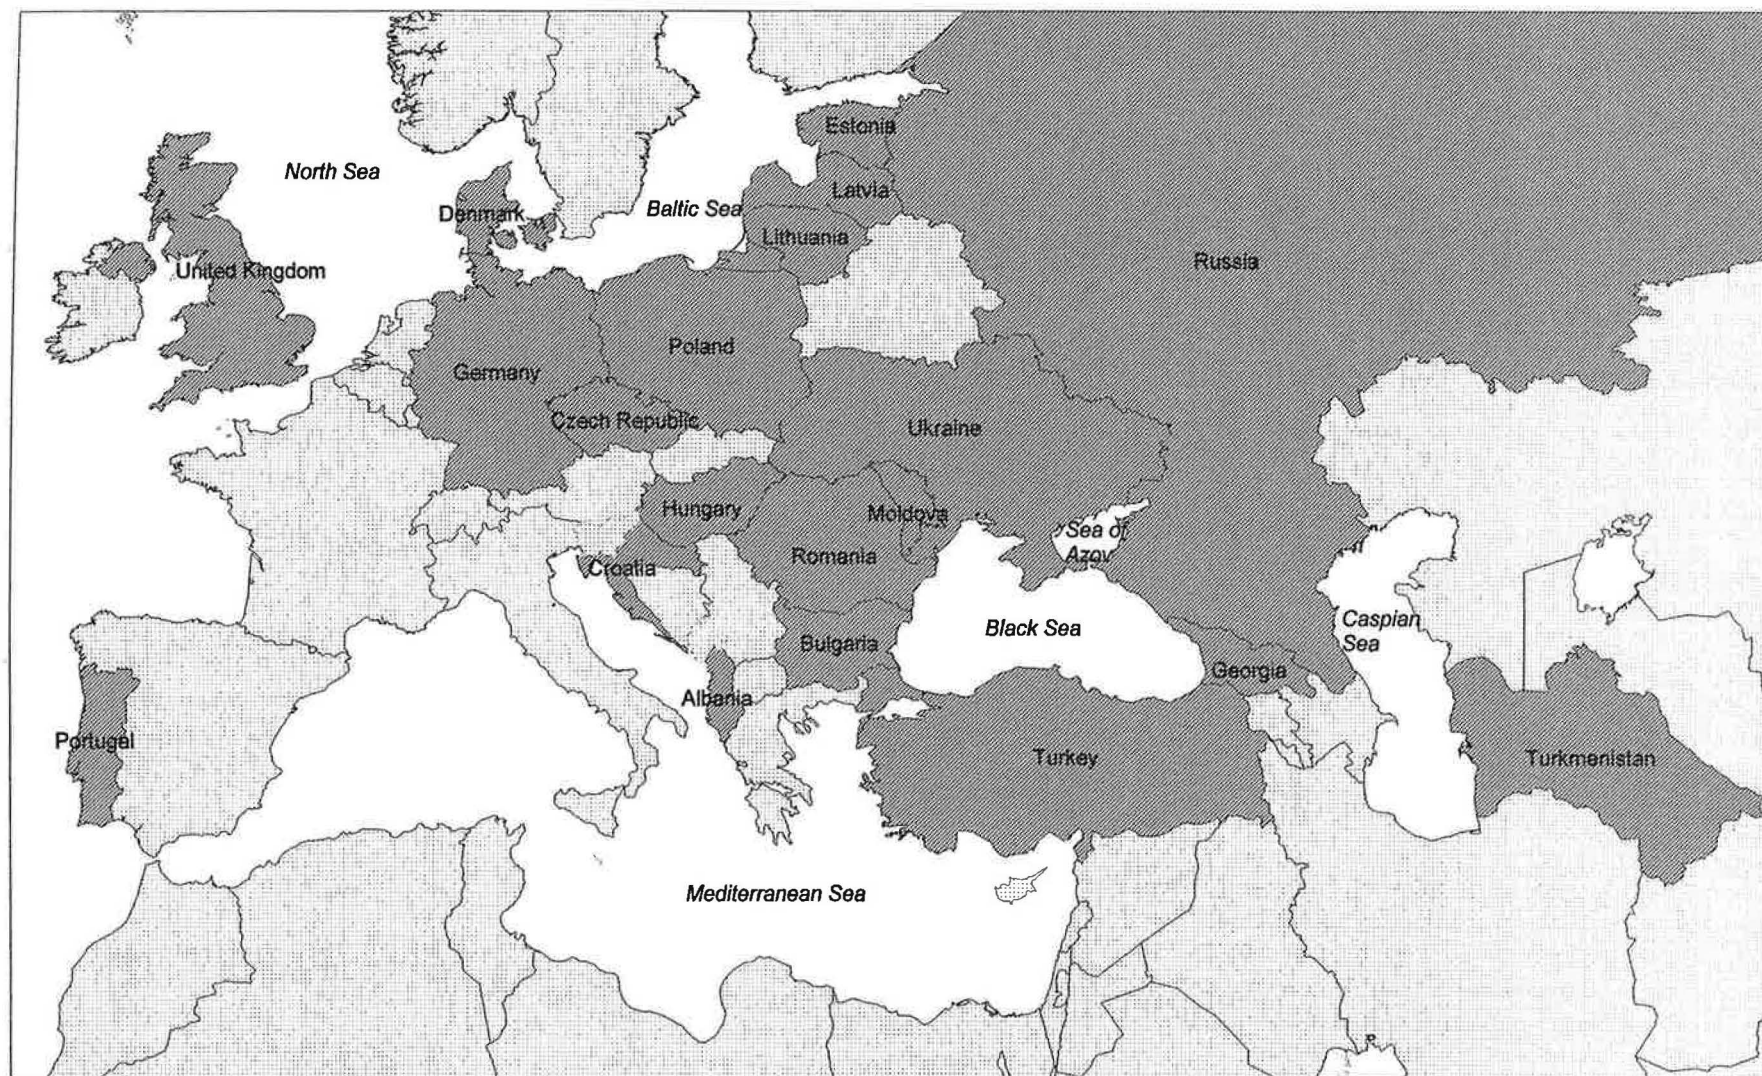 Estonia
North Sea
Latvia
Baltic Sea
Denmark
Lithuania
Russia
United Kingdom
Poland
Germany
Czech Republic
Ukraine
Hungary
Moldova
Sea of
Azov
Romania
Croatia
Caspian
Sea
Black Sea
Bulgaria
Georgia
Albania
Portugal
Turkey
Turkmenistan
Mediterranean Sea